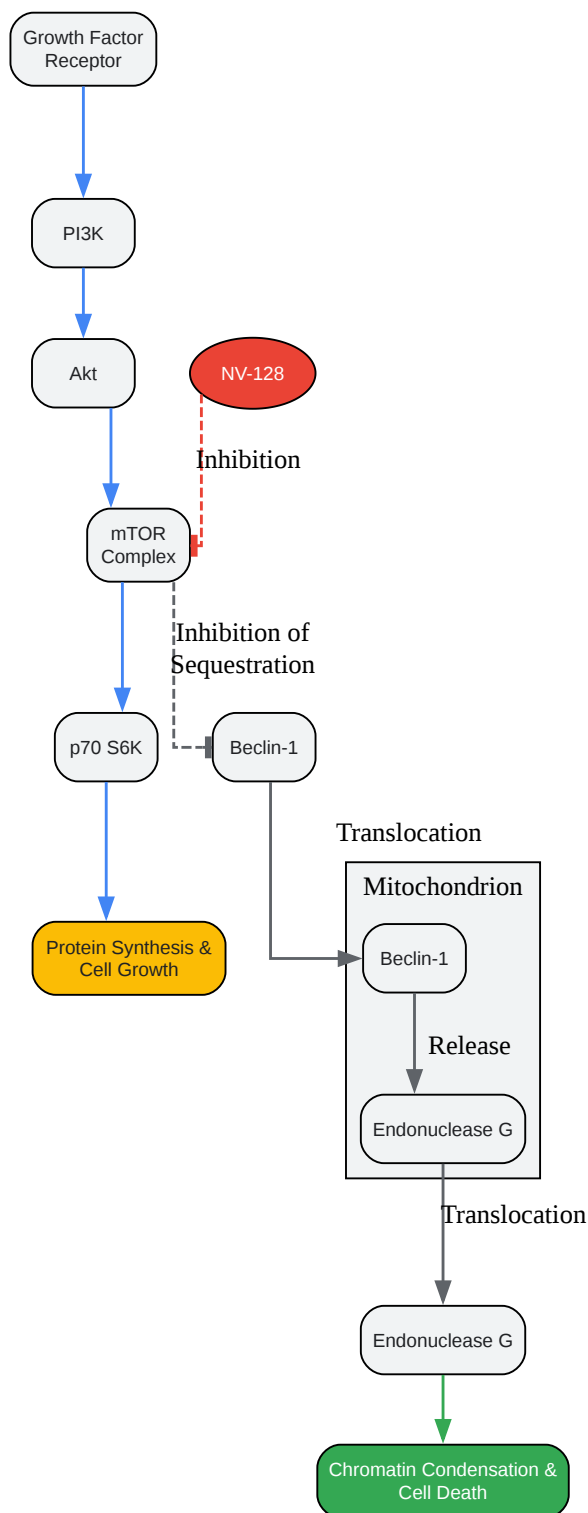 Growth Factor
Receptor
PI3K
Akt
NV-128
Inhibition
mTOR
Complex
Inhibition of
Sequestration
p70 S6K
Beclin-1
Translocation
Mitochondrion
Protein Synthesis &
Cell Growth
Beclin-1
Release
Endonuclease G
Translocation
Endonuclease G
Chromatin Condensation &
Cell Death